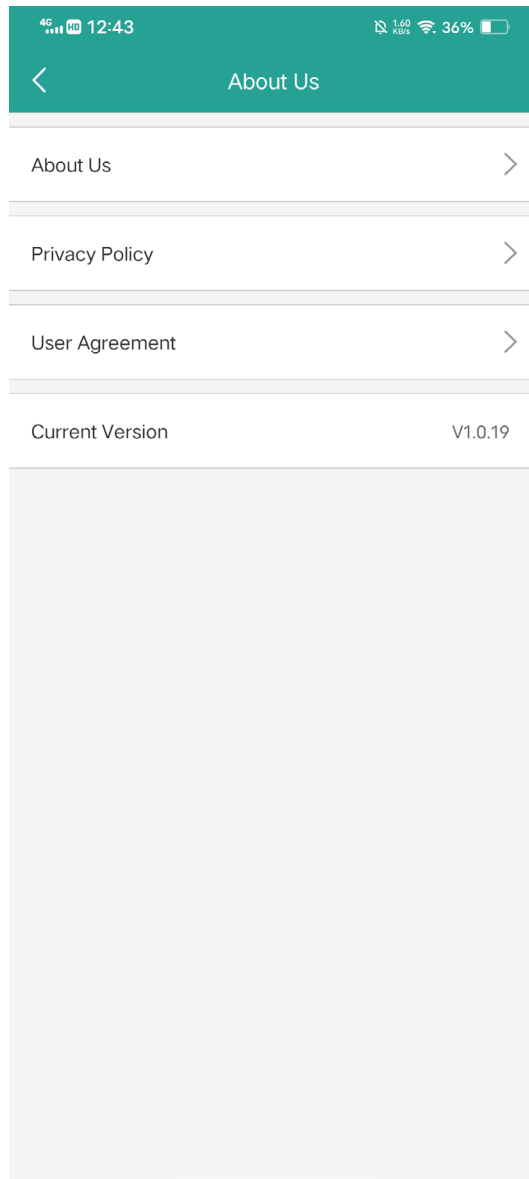 4G HD 12:43 1.60 KB/s 36%
About Us
About Us
Privacy Policy
User Agreement
Current Version V1.0.19